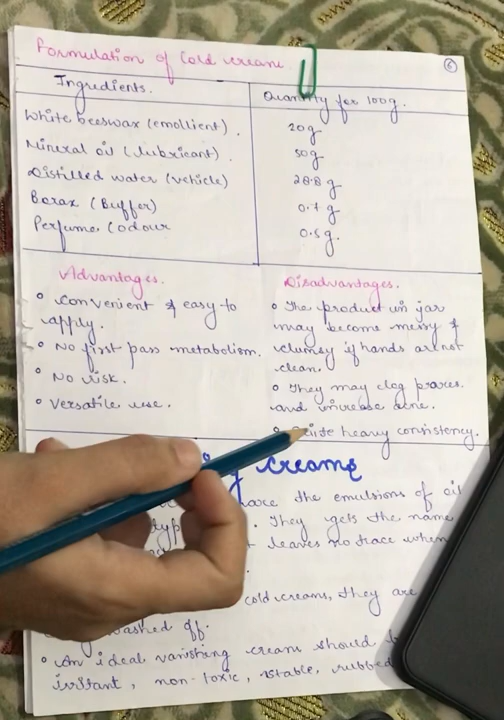 Formulation of Cold cream
6
Ingredients.
Quantity for 100g.
White beeswax (emollient).
20g
Mineral oil (lubricant).
50g
Distilled water (vehicle)
28.8 g
Borax (Buffer)
0.7 g
Perfume (odour
0.5 g.
Advantages.
• Convenient & easy to
apply.
• No first pass metabolism.
• No risk.
• Versatile use.
Disadvantages.
• The product in jar
may become messy &
clumsy if hands are not
clean.
• They may clog
and increase acne.
heavy consistency.
creams
are the emulsions of oil
They gets the name
leaves no trace when
cold creams, they are
washed off.
• An ideal vanishing cream should
irritant, non-toxic, stable, rubbed